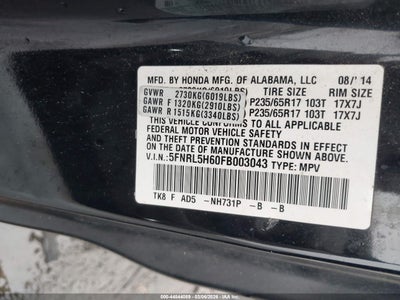 MFD. BY HONDA MFG. OF ALABAMA, LLC 08/'14
TIRE SIZE RIM SIZE
GVWR 2730KG(6019LBS)
GAWR F 1320KG(2910LBS) P235/65R17 103T 17X7J
GAWR R 1515KG(3340LBS) P235/65R17 103T 17X7J
THIS VEHICLE CONFORMS TO ALL APPLICABLE
FEDERAL MOTOR VEHICLE SAFETY, BUMPER,
AND THEFT PREVENTION STANDARDS IN EFFECT ON THE
DATE OF MANUFACTURE SHOWN ABOVE.
V.I.N: 5FNRL5H60FB003043 TYPE: MPV
TK8 F AD5 -NH731P -B -B